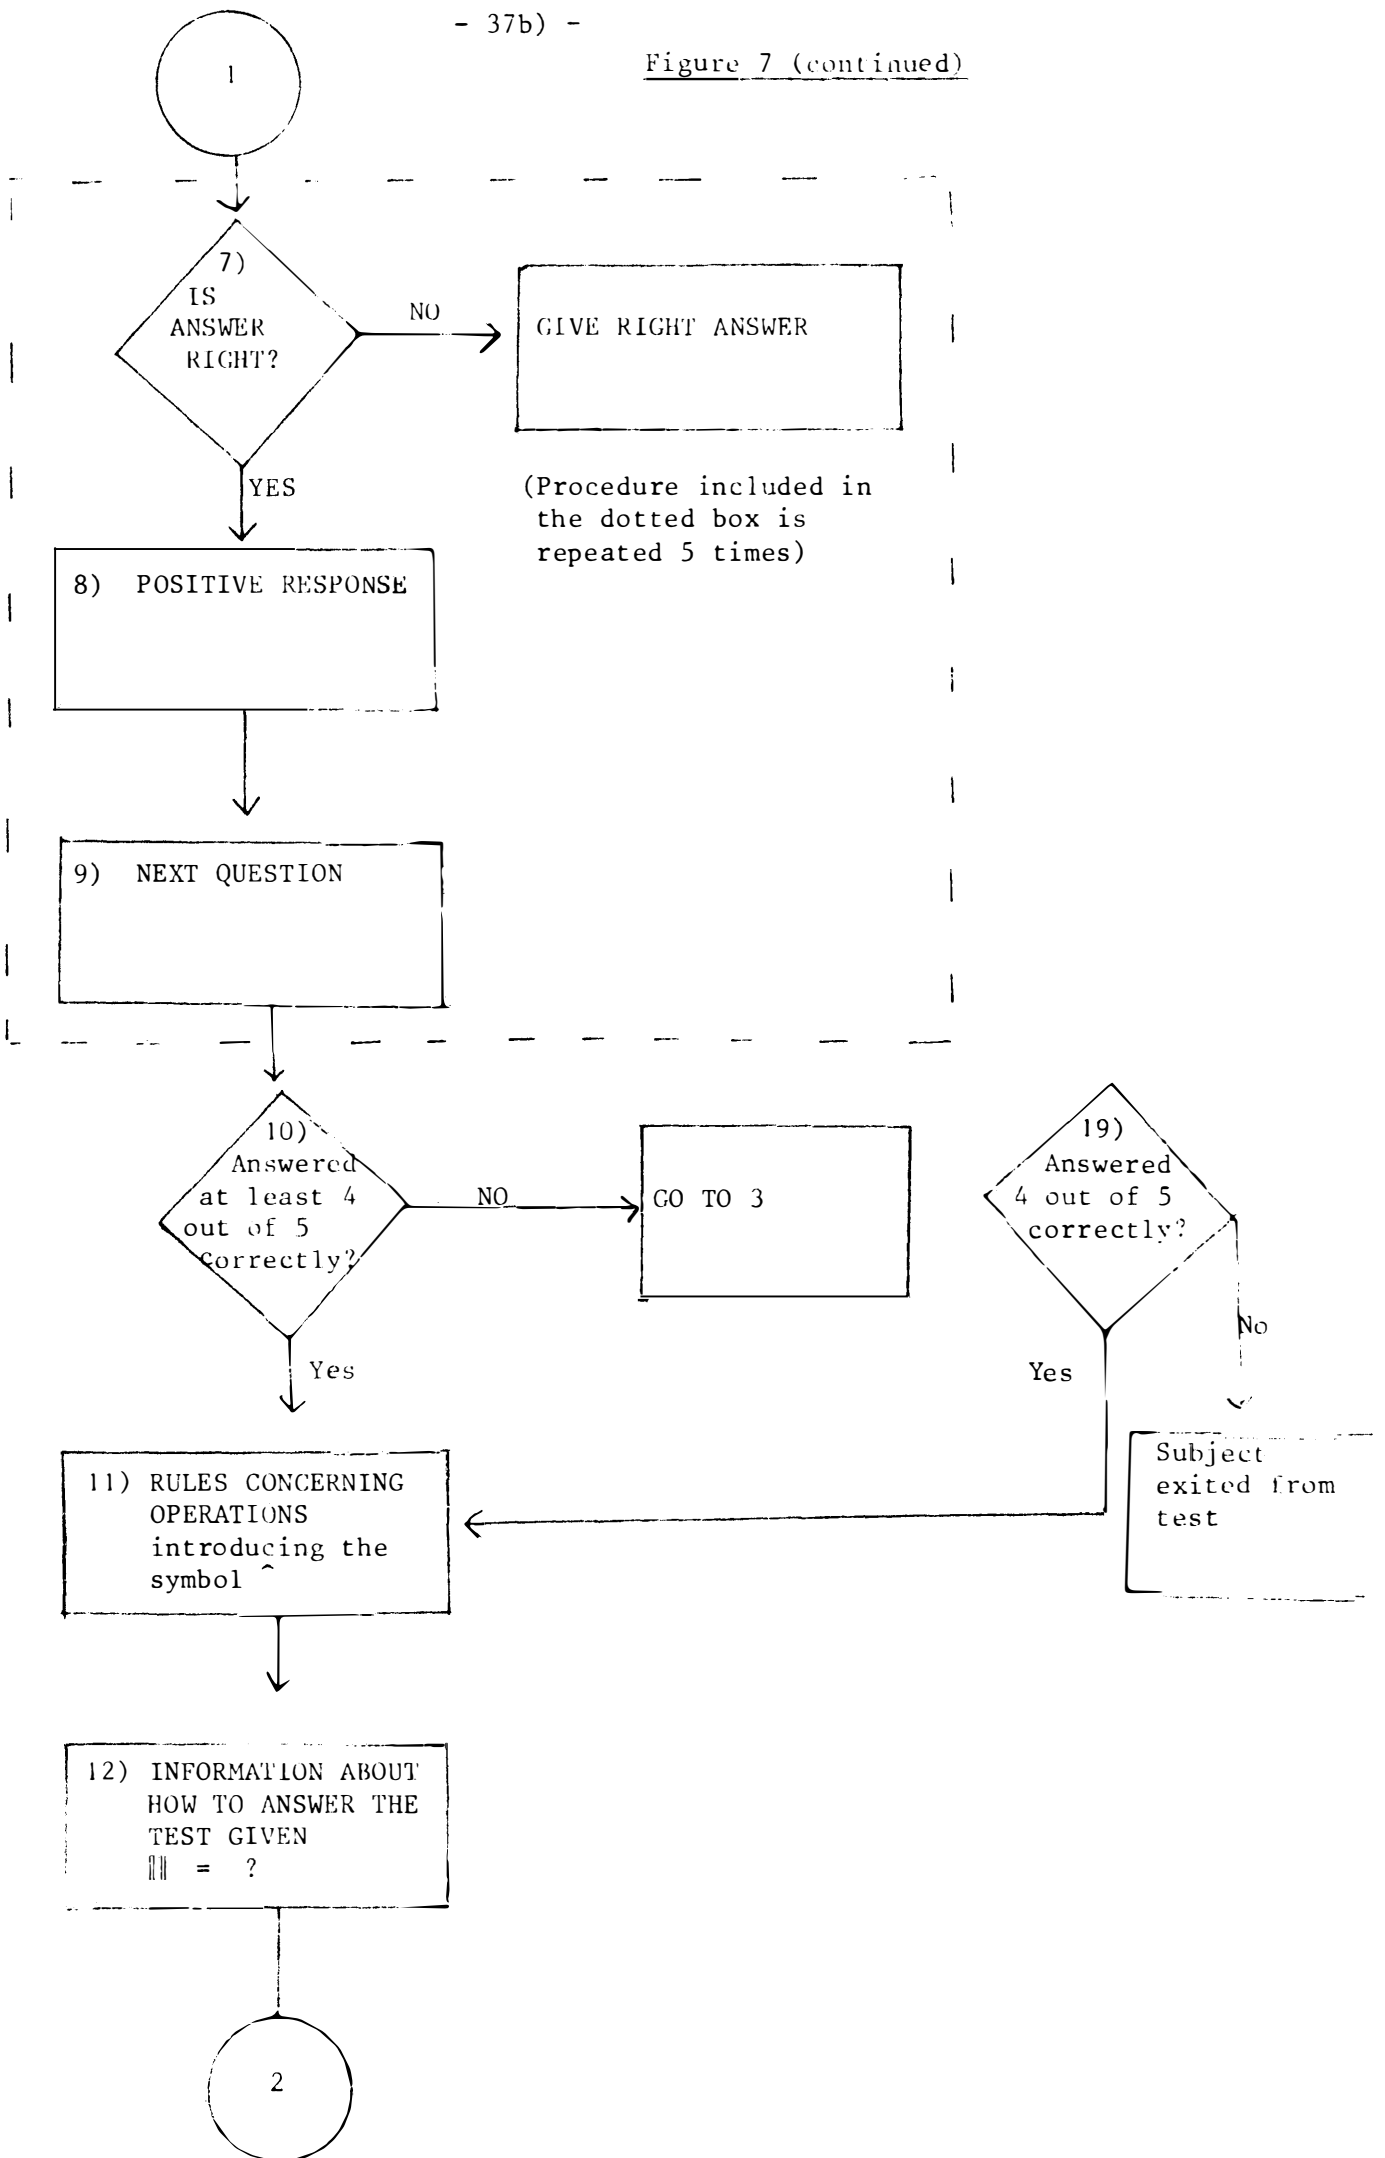 - 37b) -
Figure 7 (continued)
1
7)
IS
ANSWER
RIGHT?
NO
GIVE RIGHT ANSWER
YES
(Procedure included in
the dotted box is
repeated 5 times)
8) POSITIVE RESPONSE
9) NEXT QUESTION
10)
Answered
at least 4
out of 5
correctly?
NO
GO TO 3
Yes
19)
Answered
4 out of 5
correctly?
No
Yes
Subject
exited from
test
11) RULES CONCERNING
OPERATIONS
introducing the
symbol ^
12) INFORMATION ABOUT
HOW TO ANSWER THE
TEST GIVEN
= ?
2